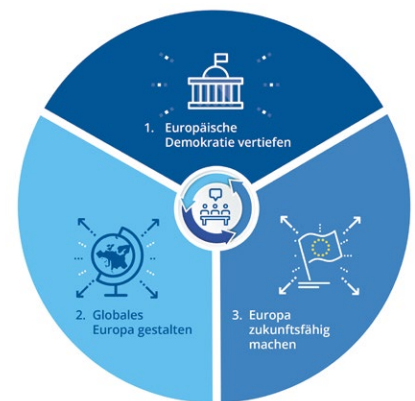 1. Europäische
Demokratie vertiefen
2. Globales
Europa gestalten
3. Europa
zukunftsfähig
machen